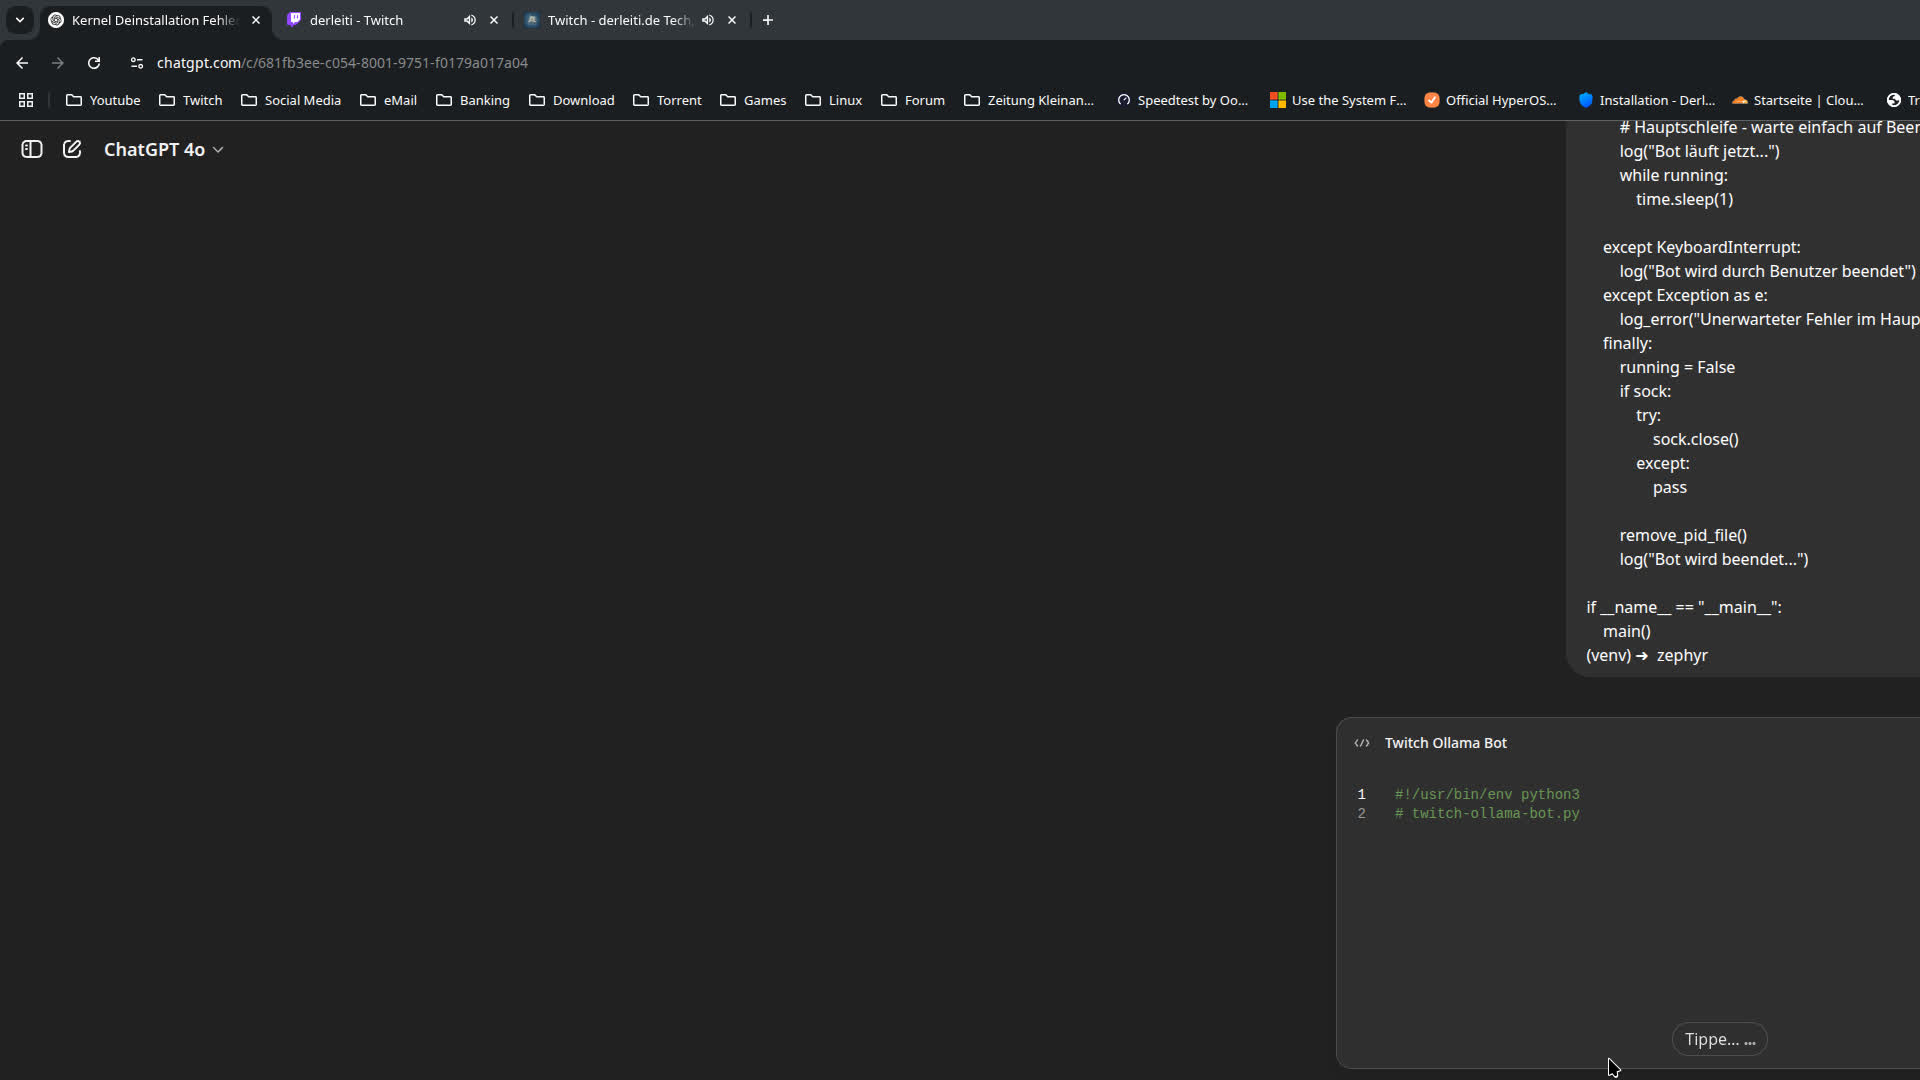 Kernel Deinstallation Fehle
derleiti - Twitch
Twitch - derleiti.de Tech
chatgpt.com/c/681fb3ee-c054-8001-9751-f0179a017a04
Youtube
Twitch
Social Media
eMail
Banking
Download
Torrent
Games
Linux
Forum
Zeitung Kleinan...
Speedtest by Oo...
Use the System F...
Official HyperOS...
Installation - Derl...
Startseite | Clou...
Tr
ChatGPT 4o
# Hauptschleife - warte einfach auf Beer
log("Bot läuft jetzt...")
while running:
time.sleep(1)
except KeyboardInterrupt:
log("Bot wird durch Benutzer beendet")
except Exception as e:
log_error("Unerwarteter Fehler im Haup
finally:
running = False
if sock:
try:
sock.close()
except:
pass
remove_pid_file()
log("Bot wird beendet...")
if __name__ == "__main__":
main()
(venv) ➜ zephyr
Twitch Ollama Bot
1 #!/usr/bin/env python3
2 # twitch-ollama-bot.py
Tippe... ...